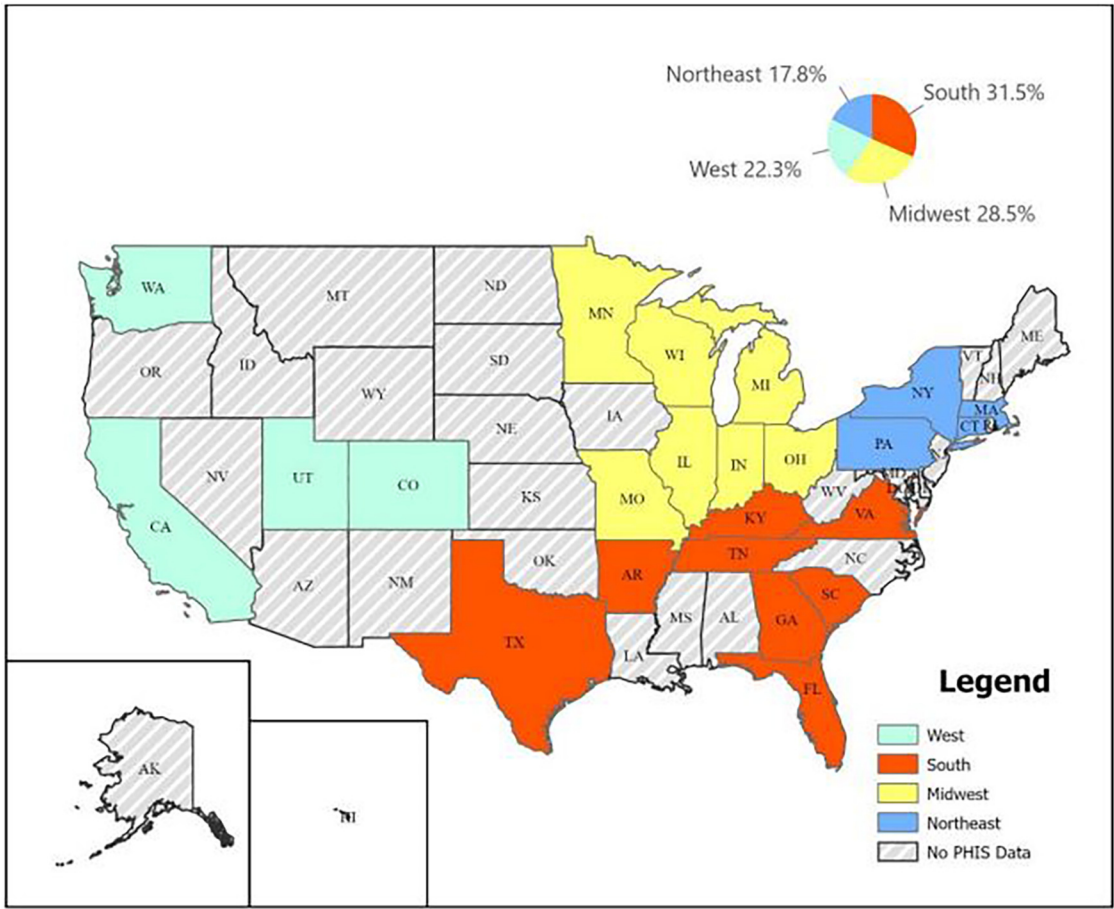 Northeast 17.8%
South 31.5%
West 22.3%
Midwest 28.5%
WA
MT
ND
MN
ME
OR
ID
SD
WI
VT
NH
WY
MI
NY
MA
IA
CT RI
NE
PA
NV
UT
CO
IL
IN
OH
MD
KS
MO
WV
CA
KY
VA
TN
OK
NC
AZ
NM
AR
SC
MS
AL
GA
TX
LA
FL
Legend
West
South
Midwest
Northeast
No PHIS Data
AK
HI